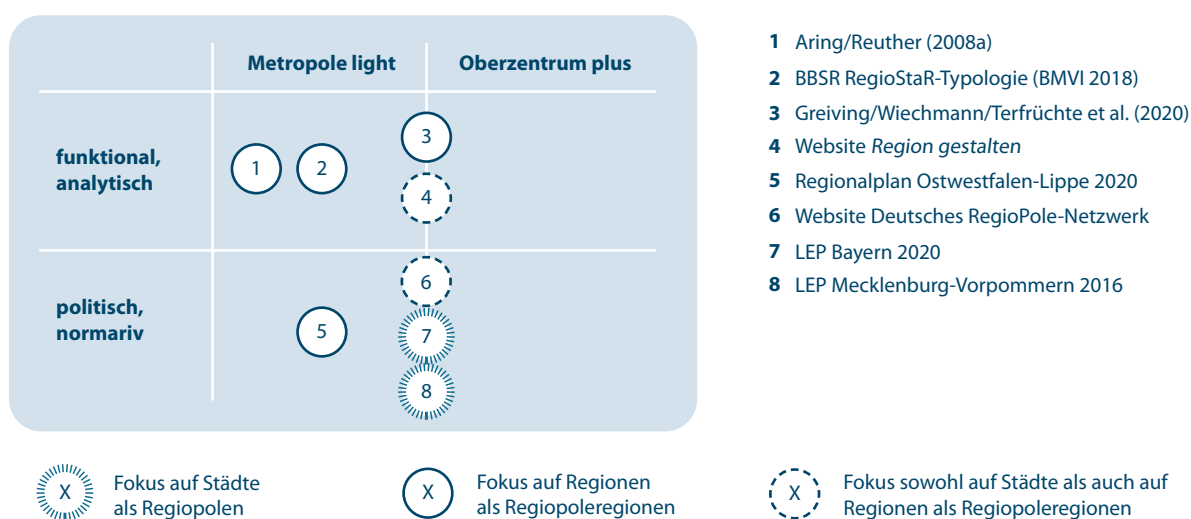 Metropole light
Oberzentrum plus
funktional,
analytisch
1
2
3
4
politisch,
normariv
5
6
7
8
1 Aring/Reuther (2008a)
2 BBSR RegioStaR-Typologie (BMVI 2018)
3 Greiving/Wiechmann/Terfrüchte et al. (2020)
4 Website Region gestalten
5 Regionalplan Ostwestfalen-Lippe 2020
6 Website Deutsches RegioPole-Netzwerk
7 LEP Bayern 2020
8 LEP Mecklenburg-Vorpommern 2016
X
Fokus auf Städte
als Regiopolen
X
Fokus auf Regionen
als Regiopoleregionen
X
Fokus sowohl auf Städte als auch auf
Regionen als Regiopoleregionen